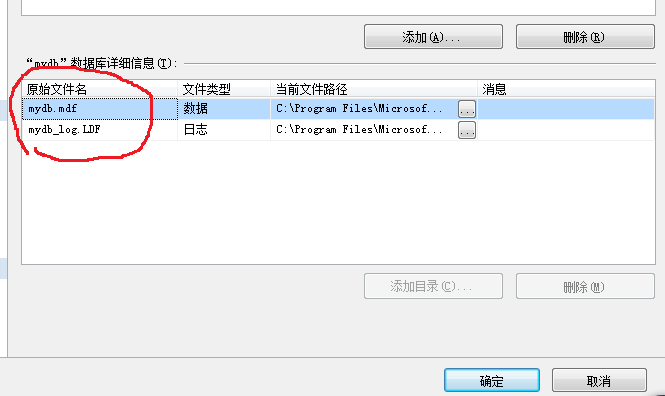 添加(A)... 删除(R)
“mydb”数据库详细信息(T):
原始文件名 文件类型 当前文件路径 消息
mydb.mdf 数据 C:\Program Files\Microsof... ...
mydb_log.LDF 日志 C:\Program Files\Microsof... ...
添加目录(C)... 删除(M)
确定 取消